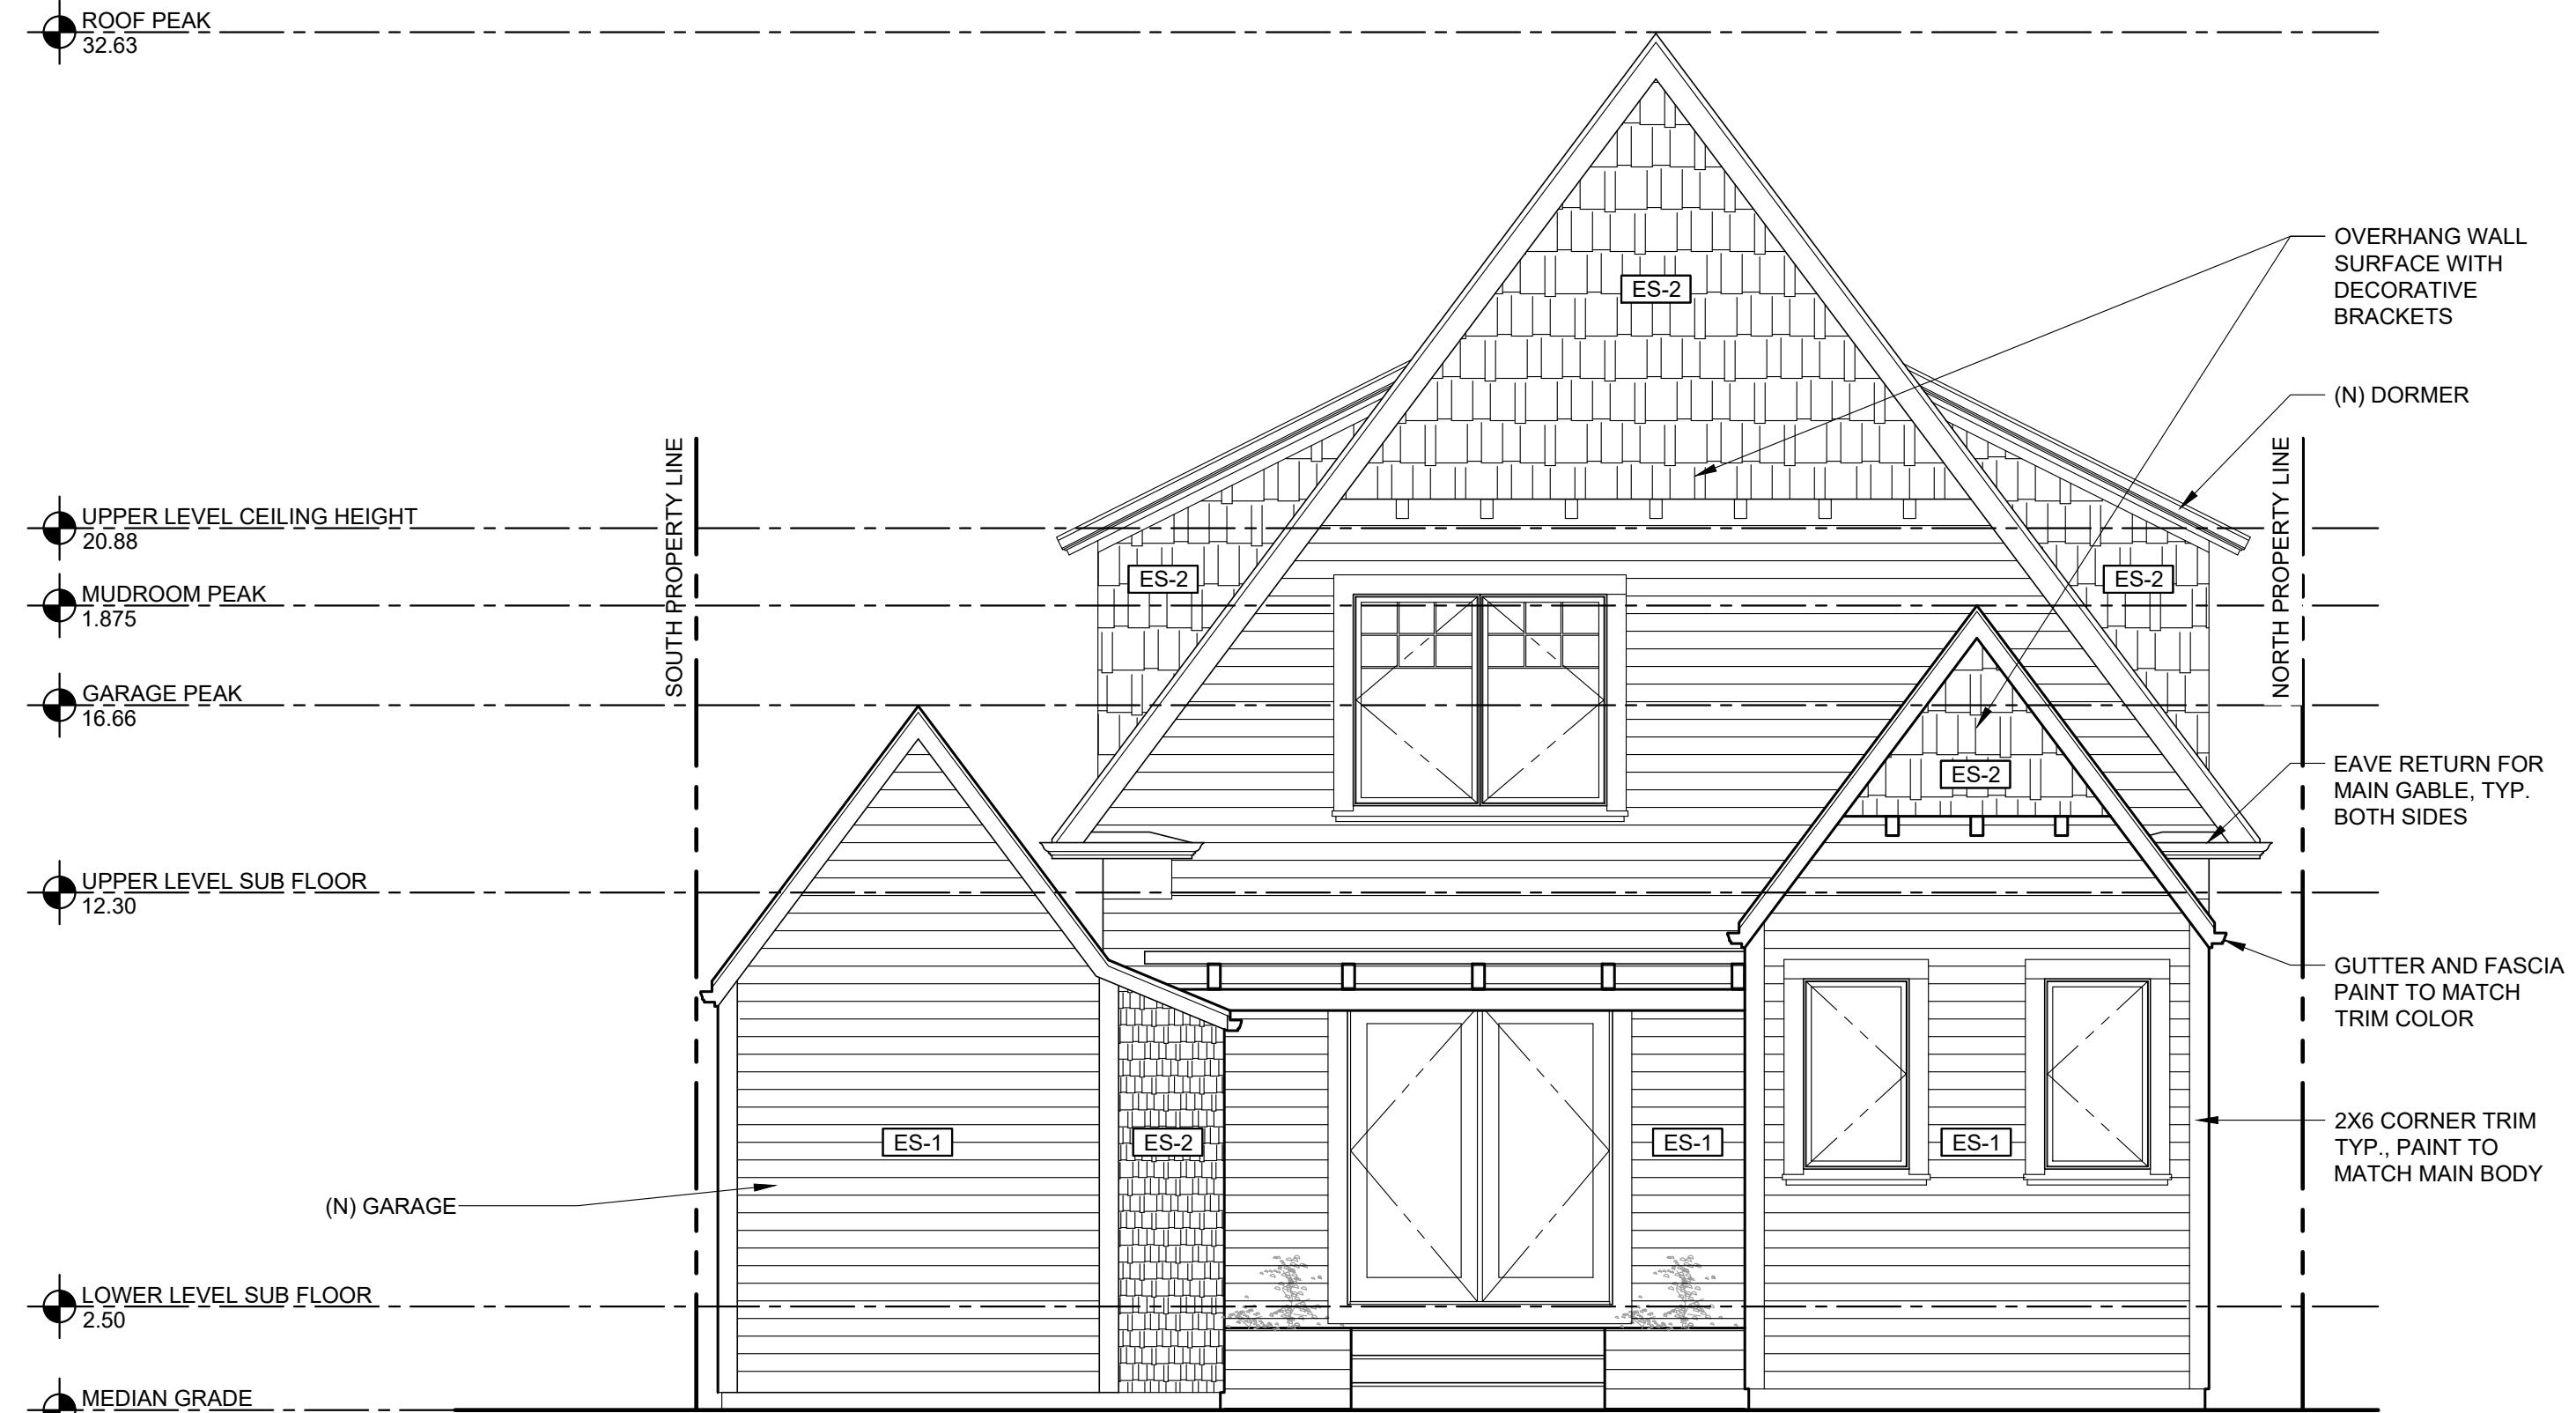 ROOF PEAK
32.63
OVERHANG WALL
SURFACE WITH
DECORATIVE
BRACKETS
ES-2
(N) DORMER
SOUTH PROPERTY LINE
NORTH PROPERTY LINE
UPPER LEVEL CEILING HEIGHT
20.88
ES-2
ES-2
MUDROOM PEAK
1.875
GARAGE PEAK
16.66
ES-2
EAVE RETURN FOR
MAIN GABLE, TYP.
BOTH SIDES
UPPER LEVEL SUB FLOOR
12.30
GUTTER AND FASCIA
PAINT TO MATCH
TRIM COLOR
ES-1
ES-2
ES-1
ES-1
2X6 CORNER TRIM
TYP., PAINT TO
MATCH MAIN BODY
(N) GARAGE
LOWER LEVEL SUB FLOOR
2.50
MEDIAN GRADE